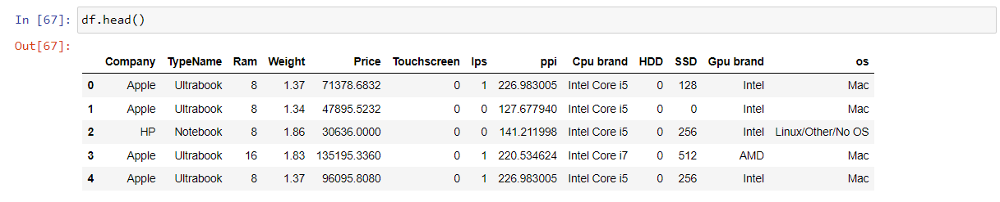 In [67]: df.head()
Out[67]:
Company TypeName Ram Weight Price Touchscreen Ips ppi Cpu brand HDD SSD Gpu brand os
0 Apple Ultrabook 8 1.37 71378.6832 0 1 226.983005 Intel Core i5 0 128 Intel Mac
1 Apple Ultrabook 8 1.34 47895.5232 0 0 127.677940 Intel Core i5 0 0 Intel Mac
2 HP Notebook 8 1.86 30636.0000 0 0 141.211998 Intel Core i5 0 256 Intel Linux/Other/No OS
3 Apple Ultrabook 16 1.83 135195.3360 0 1 220.534624 Intel Core i7 0 512 AMD Mac
4 Apple Ultrabook 8 1.37 96095.8080 0 1 226.983005 Intel Core i5 0 256 Intel Mac